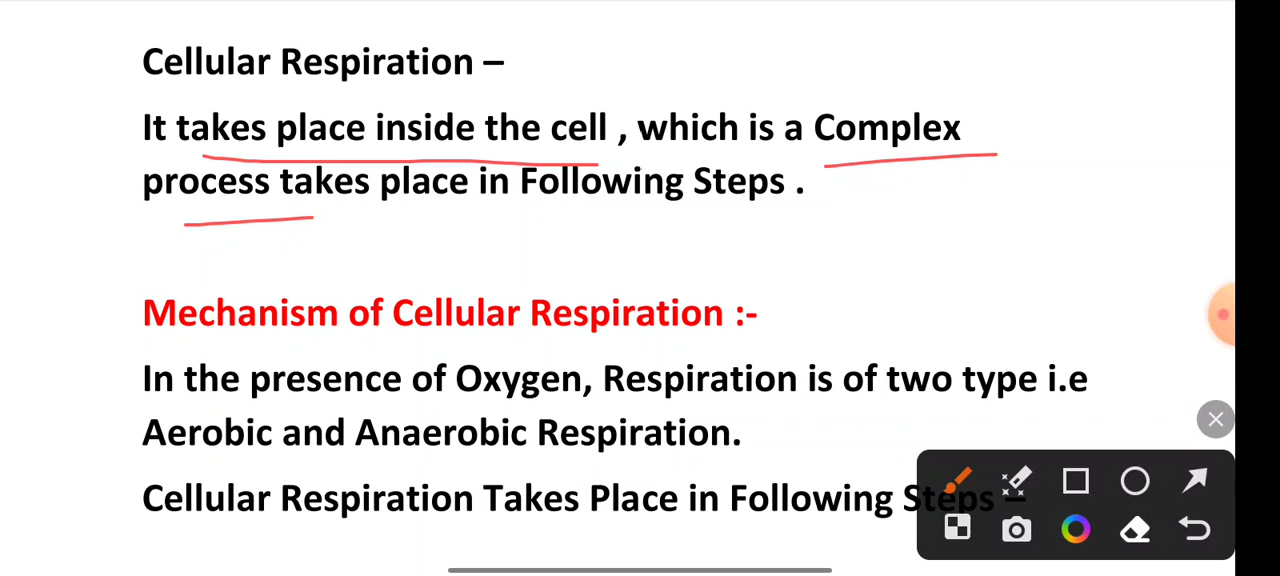 Cellular Respiration –
It takes place inside the cell , which is a Complex
process takes place in Following Steps .
Mechanism of Cellular Respiration :-
In the presence of Oxygen, Respiration is of two type i.e
Aerobic and Anaerobic Respiration.
Cellular Respiration Takes Place in Following Steps –